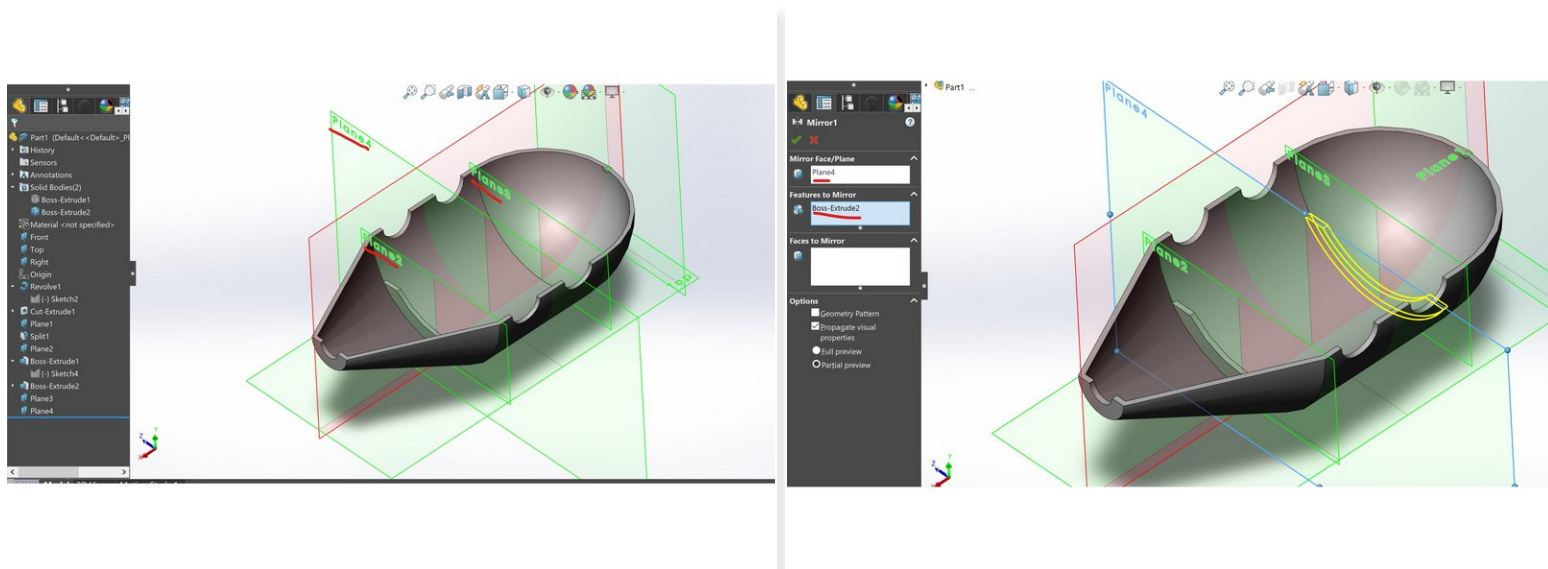 Part1 (Default<<Default>_Pl
History
Sensors
Annotations
Solid Bodies(2)
Boss-Extrude1
Boss-Extrude2
Material <not specified>
Front
Top
Right
Origin
Revolve1
(-) Sketch2
Cut-Extrude1
Plane1
Split1
Plane2
Boss-Extrude1
(-) Sketch4
Boss-Extrude2
Plane3
Plane4
Plane4
Plane3
Plane2
Part1 ...
Mirror1
Mirror Face/Plane
Plane4
Features to Mirror
Boss-Extrude2
Faces to Mirror
Options
Geometry Pattern
Propagate visual
properties
Full preview
Partial preview
Plane4
Plane3
Plane2